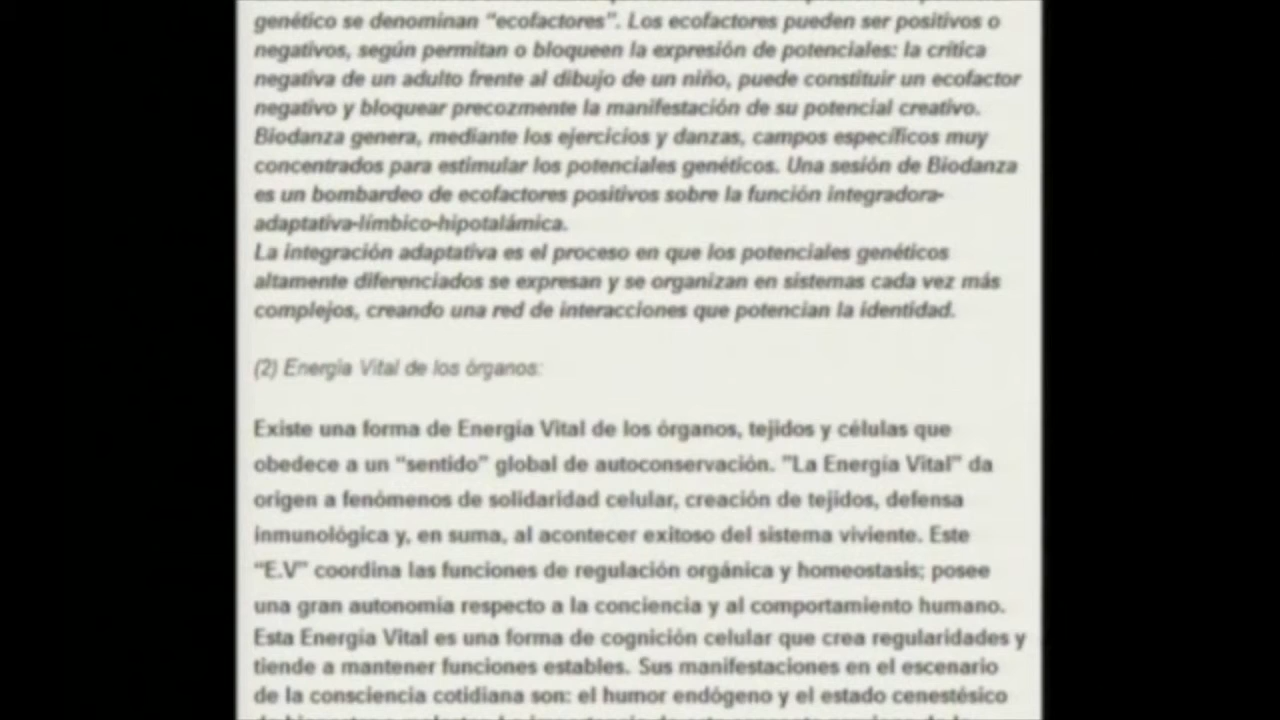 genético se denominan “ecofactores”. Los ecofactores pueden ser positivos o
negativos, según permitan o bloqueen la expresión de potenciales: la crítica
negativa de un adulto frente al dibujo de un niño, puede constituir un ecofactor
negativo y bloquear precozmente la manifestación de su potencial creativo.
Biodanza genera, mediante los ejercicios y danzas, campos específicos muy
concentrados para estimular los potenciales genéticos. Una sesión de Biodanza
es un bombardeo de ecofactores positivos sobre la función integradora-
adaptativa-límbico-hipotalámica.
La integración adaptativa es el proceso en que los potenciales genéticos
altamente diferenciados se expresan y se organizan en sistemas cada vez más
complejos, creando una red de interacciones que potencian la identidad.
(2) Energía Vital de los órganos:
Existe una forma de Energía Vital de los órganos, tejidos y células que
obedece a un “sentido” global de autoconservación. "La Energía Vital” da
origen a fenómenos de solidaridad celular, creación de tejidos, defensa
inmunológica y, en suma, al acontecer exitoso del sistema viviente. Este
“E.V” coordina las funciones de regulación orgánica y homeostasis; posee
una gran autonomía respecto a la conciencia y al comportamiento humano.
Esta Energía Vital es una forma de cognición celular que crea regularidades y
tiende a mantener funciones estables. Sus manifestaciones en el escenario
de la consciencia cotidiana son: el humor endógeno y el estado cenestésico